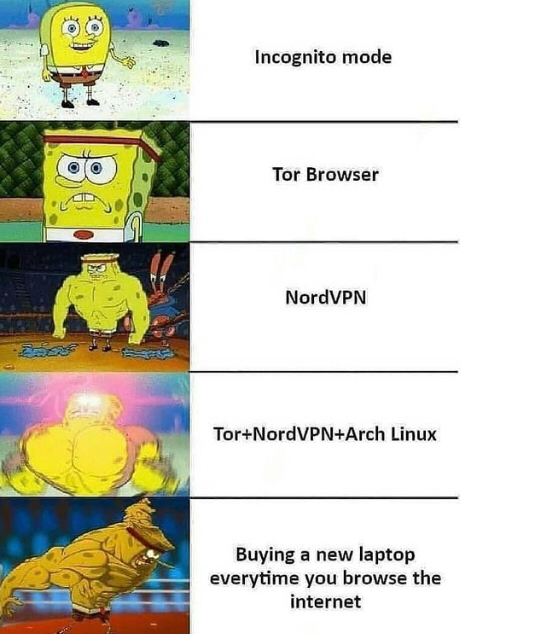 Incognito mode
Tor Browser
NordVPN
Tor+NordVPN+Arch Linux
Buying a new laptop
everytime you browse the
internet